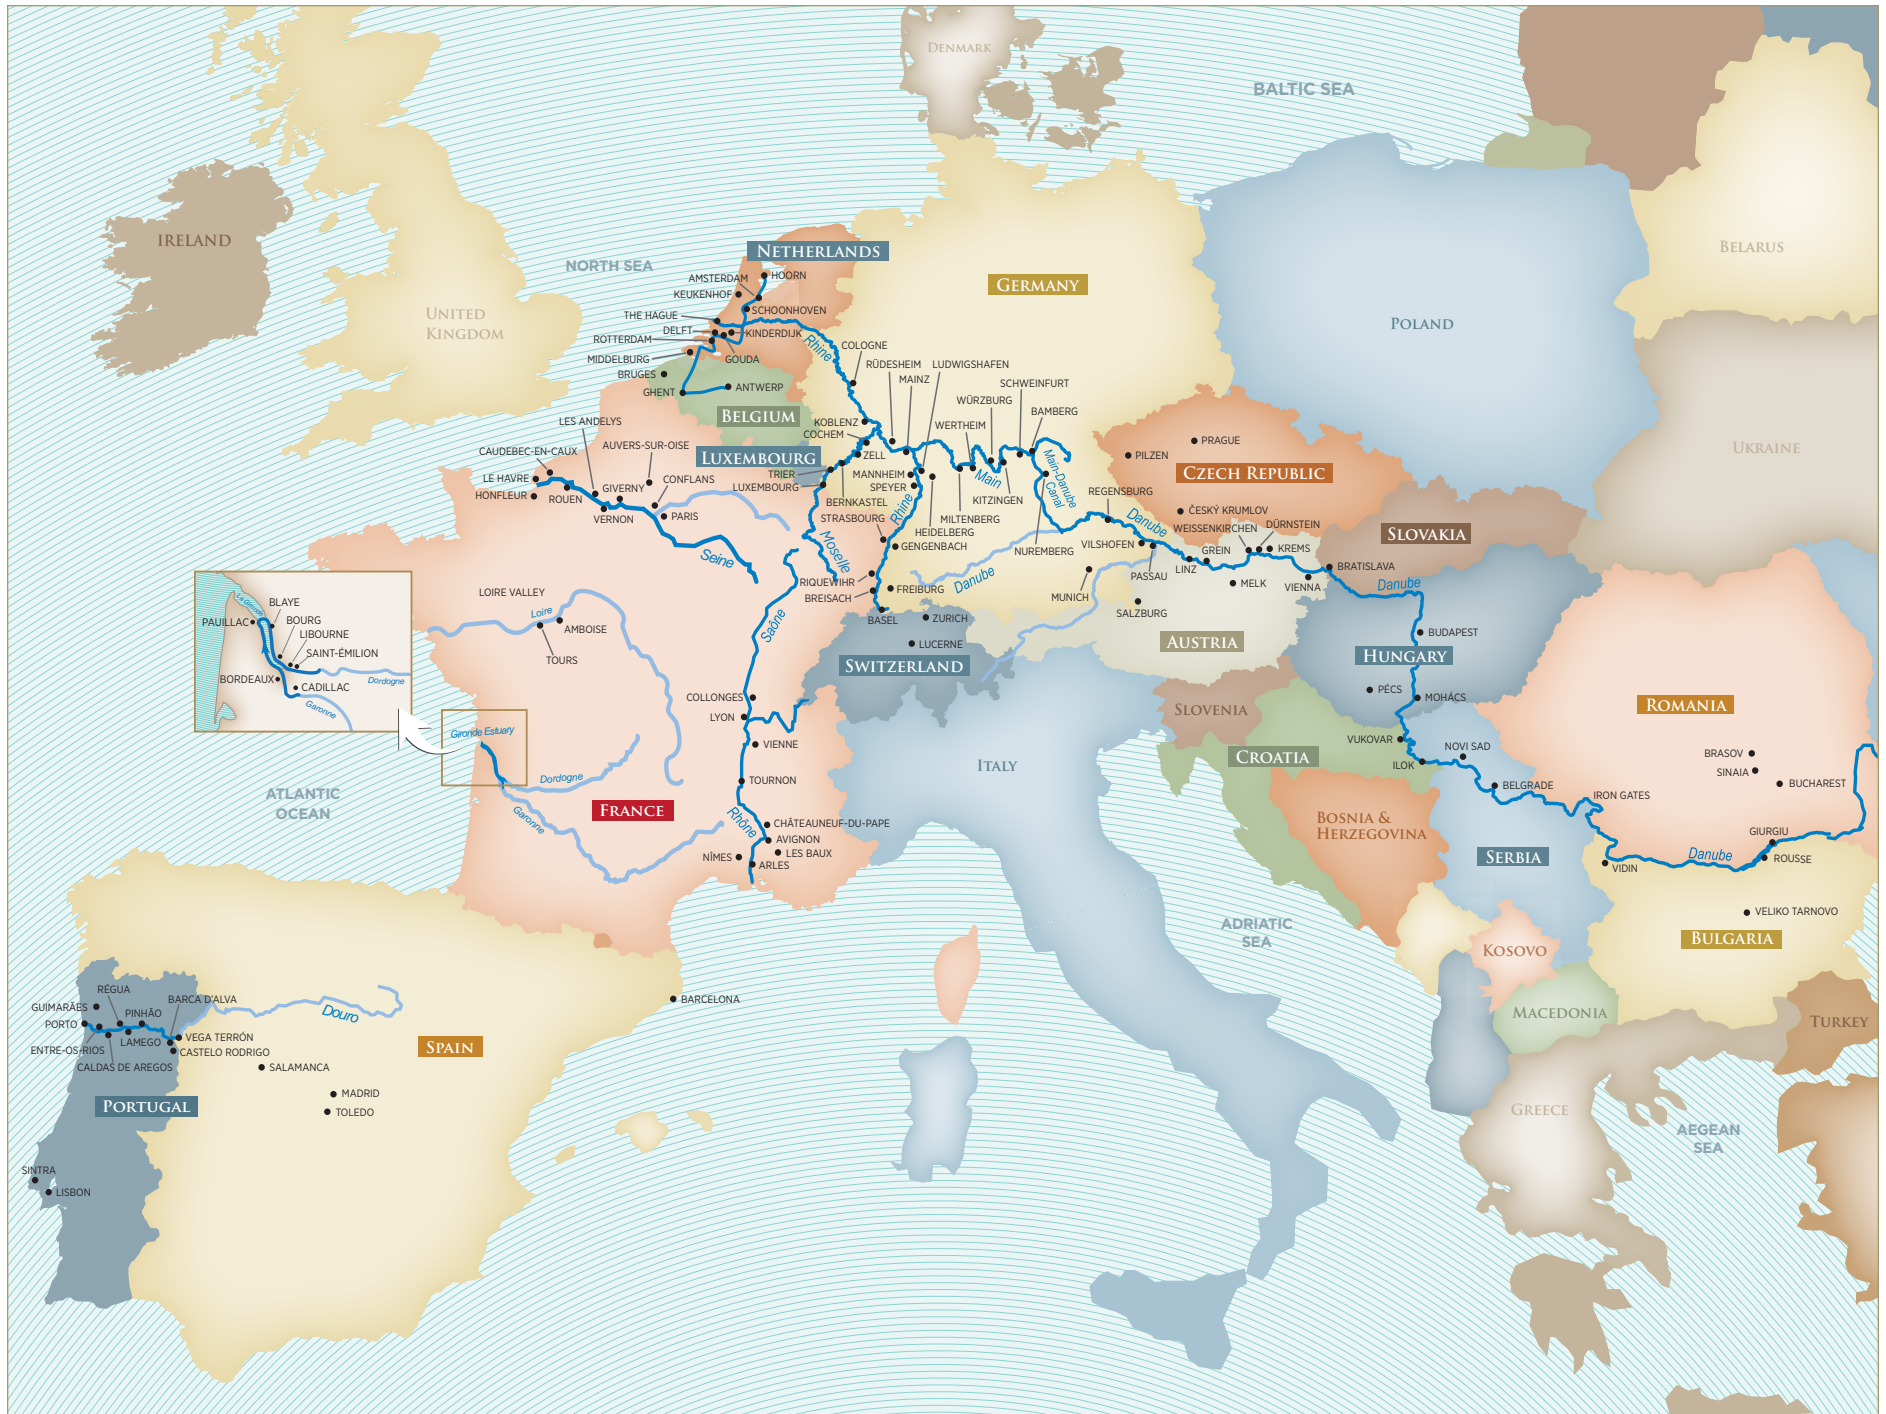 DENMARK
BALTIC SEA
IRELAND
NORTH SEA
NETHERLANDS
BELARUS
AMSTERDAM
HOORN
KEUKENHOF
GERMANY
UNITED
KINGDOM
THE HAGUE
SCHOONHOVEN
POLAND
DELFT
KINDERDIJK
ROTTERDAM
Rhine
COLOGNE
MIDDELBURG
GOUDA
RÜDESHEIM
LUDWIGSHAFEN
BRUGES
MAINZ
SCHWEINFURT
GHENT
ANTWERP
WÜRZBURG
BELGIUM
BAMBERG
LES ANDELYS
KOBLENZ
WERTHEIM
COCHEM
PRAGUE
AUVERS-SUR-OISE
UKRAINE
CAUDEBEC-EN-CAUX
LUXEMBOURG
ZELL
PILZEN
CZECH REPUBLIC
TRIER
MANNHEIM
Main
Main-Danube
Canal
LE HAVRE
CONFLANS
LUXEMBOURG
SPEYER
GIVERNY
HONFLEUR
ROUEN
BERNKASTEL
KITZINGEN
REGENSBURG
VERNON
PARIS
STRASBOURG
Rhine
MILTENBERG
Danube
ČESKÝ KRUMLOV
HEIDELBERG
WEISSENKIRCHEN
DÜRNSTEIN
SLOVAKIA
Seine
Moselle
GENGENBACH
NUREMBERG
VILSHOFEN
GREIN
KREMS
LINZ
BRATISLAVA
PASSAU
RIQUEWIHR
FREIBURG
Danube
MUNICH
MELK
VIENNA
Danube
BREISACH
LOIRE VALLEY
Loire
AMBOISE
TOURS
Saône
BASEL
ZURICH
SALZBURG
LUCERNE
AUSTRIA
BUDAPEST
SWITZERLAND
HUNGARY
La Gironde
BLAYE
PAUILLAC
BOURG
LIBOURNE
SAINT-ÉMILION
BORDEAUX
Dordogne
CADILLAC
Garonne
COLLONGES
PÉCS
MOHÁCS
LYON
SLOVENIA
ROMANIA
Gironde Estuary
VIENNE
VUKOVAR
NOVI SAD
CROATIA
ILOK
BRASOV
SINAIA
ITALY
Dordogne
TOURNON
BELGRADE
BUCHAREST
ATLANTIC
OCEAN
IRON GATES
FRANCE
Garonne
Rhône
CHÂTEAUNEUF-DU-PAPE
BOSNIA &
HERZEGOVINA
GIURGIU
AVIGNON
LES BAUX
NÎMES
ARLES
SERBIA
Danube
ROUSSE
VIDIN
ADRIATIC
SEA
VELIKO TARNOVO
BULGARIA
KOSOVO
RÉGUA
BARCA D'ALVA
GUIMARÃES
BARCELONA
PINHÃO
Douro
MACEDONIA
TURKEY
PORTO
VEGA TERRÓN
LAMEGO
ENTRE-OS-RIOS
CASTELO RODRIGO
SPAIN
CALDAS DE AREGOS
SALAMANCA
MADRID
PORTUGAL
TOLEDO
GREECE
AEGEAN
SEA
SINTRA
LISBON